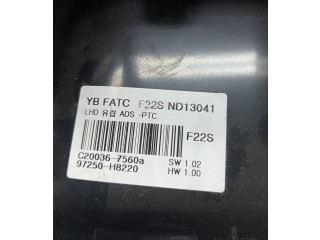 YB FATC F22S ND13041
LHD 유럽 ADS -PTC
F22S
C20036-7560a
SW 1.02
97250-H8220
HW 1.00